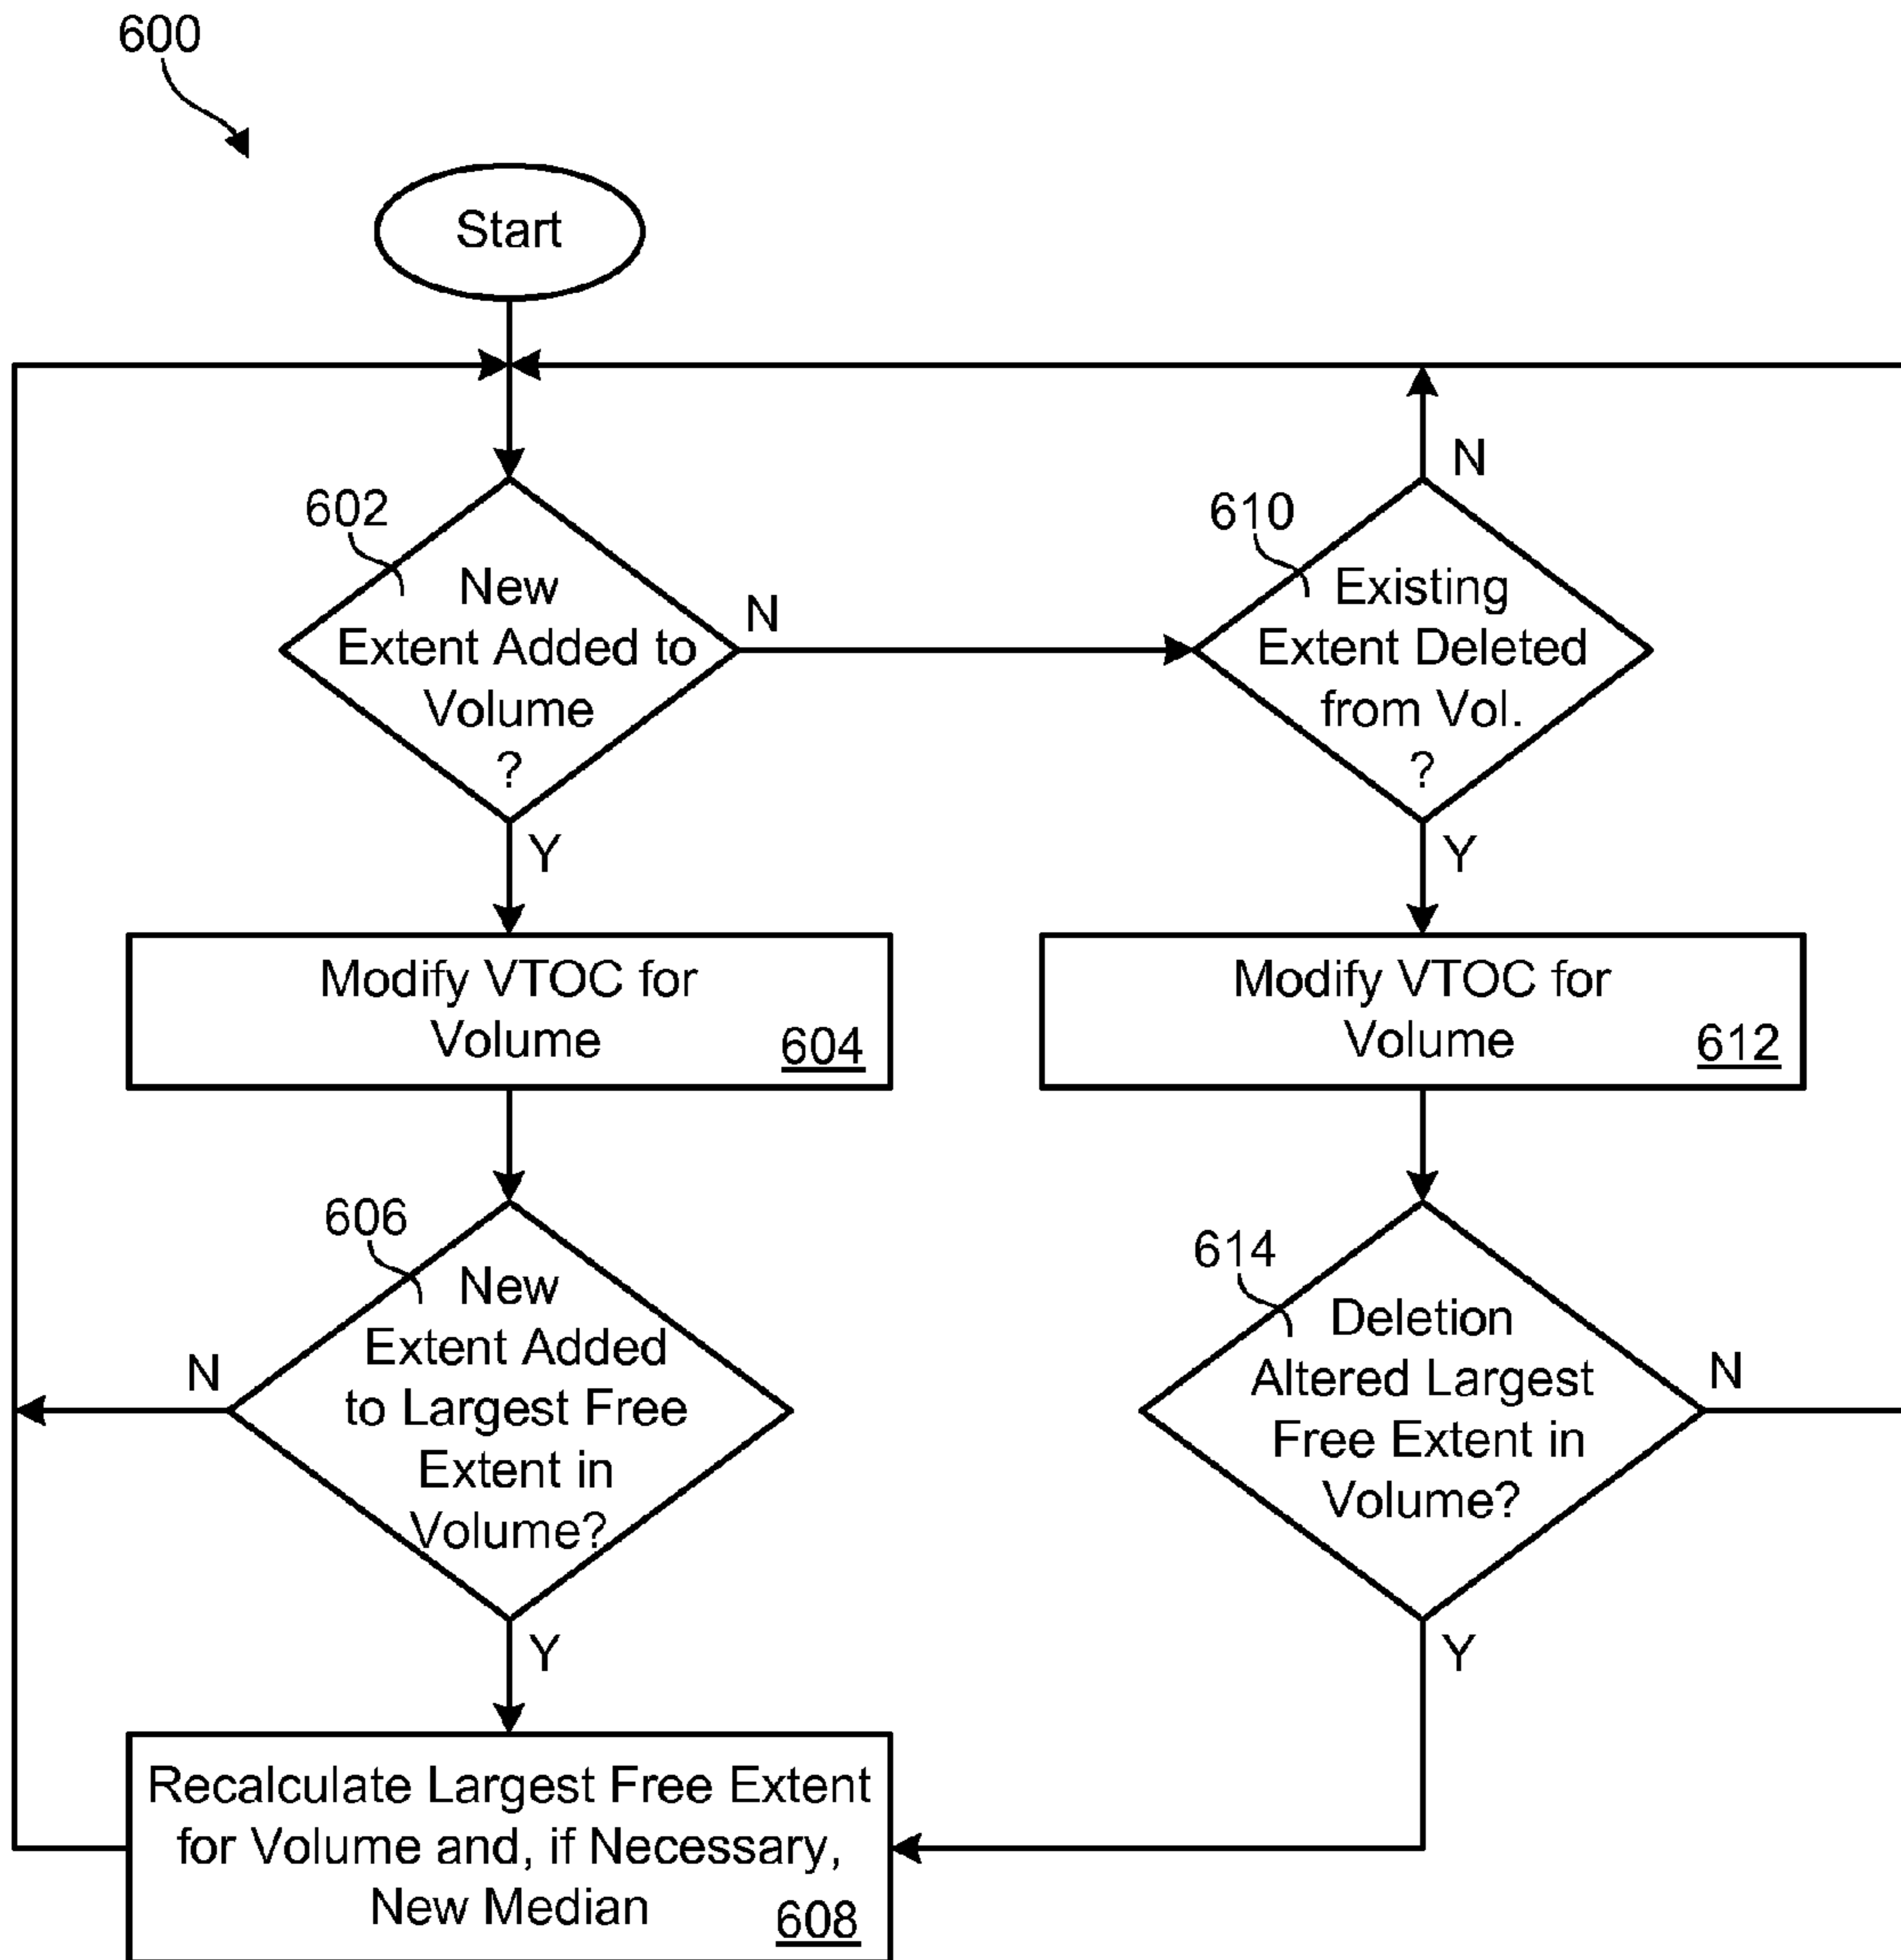 600
Start
602
New
Extent Added to
Volume
?
N
Y
610
Existing
Extent Deleted
from Vol.
?
N
Y
Modify VTOC for
Volume
604
Modify VTOC for
Volume
612
606
New
Extent Added
to Largest Free
Extent in
Volume?
N
Y
614
Deletion
Altered Largest
Free Extent in
Volume?
N
Y
Recalculate Largest Free Extent
for Volume and, if Necessary,
New Median
608